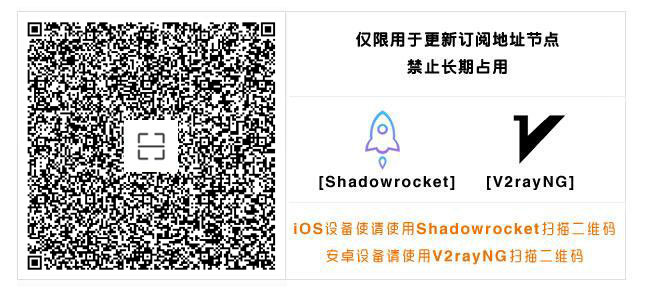 仅限用于更新订阅地址节点
禁止长期占用
[Shadowrocket]
[V2rayNG]
iOS设备使请使用Shadowrocket扫描二维码
安卓设备请使用V2rayNG扫描二维码